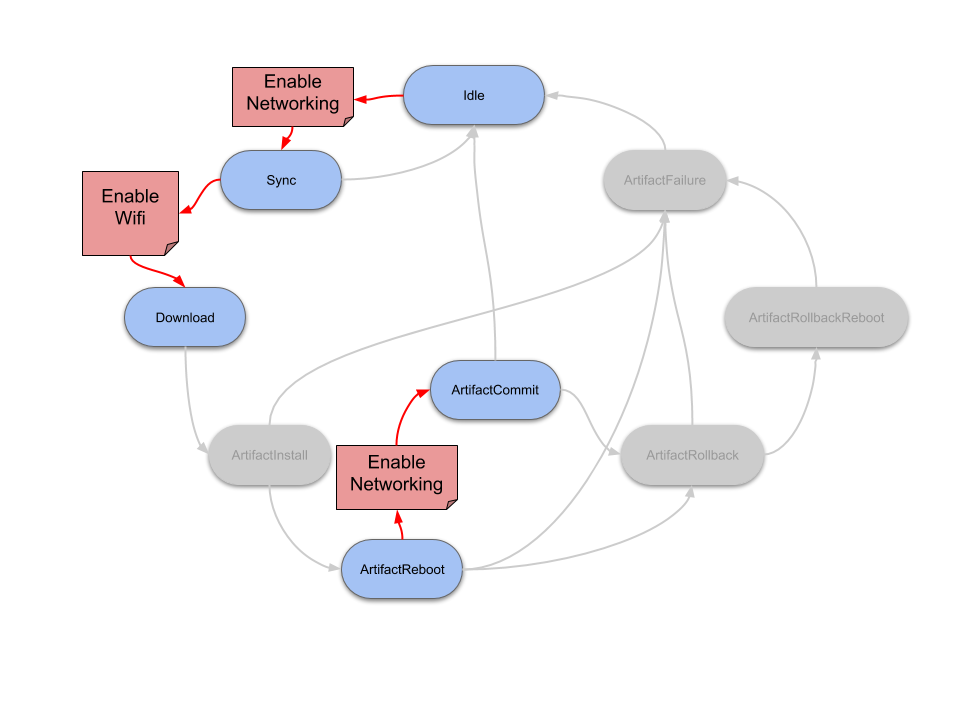 Enable
Networking
Idle
Sync
ArtifactFailure
Enable
Wifi
Download
ArtifactRollbackReboot
ArtifactCommit
ArtifactInstall
Enable
Networking
ArtifactRollback
ArtifactReboot